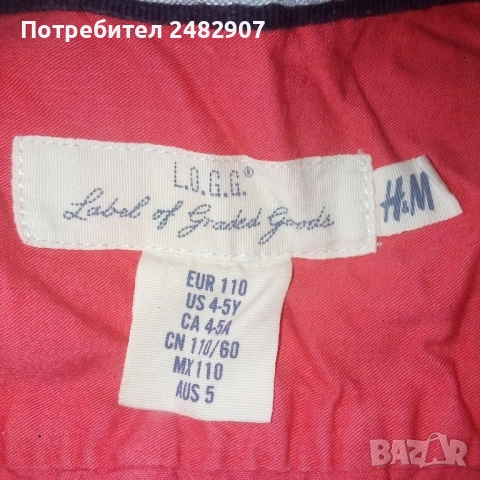 Потребител 2482907
L.O.G.G.®
Label of Graded Goods
H&M
EUR 110
US 4-5Y
CA 4-5A
CN 110/60
MX 110
AUS 5
BAZAR